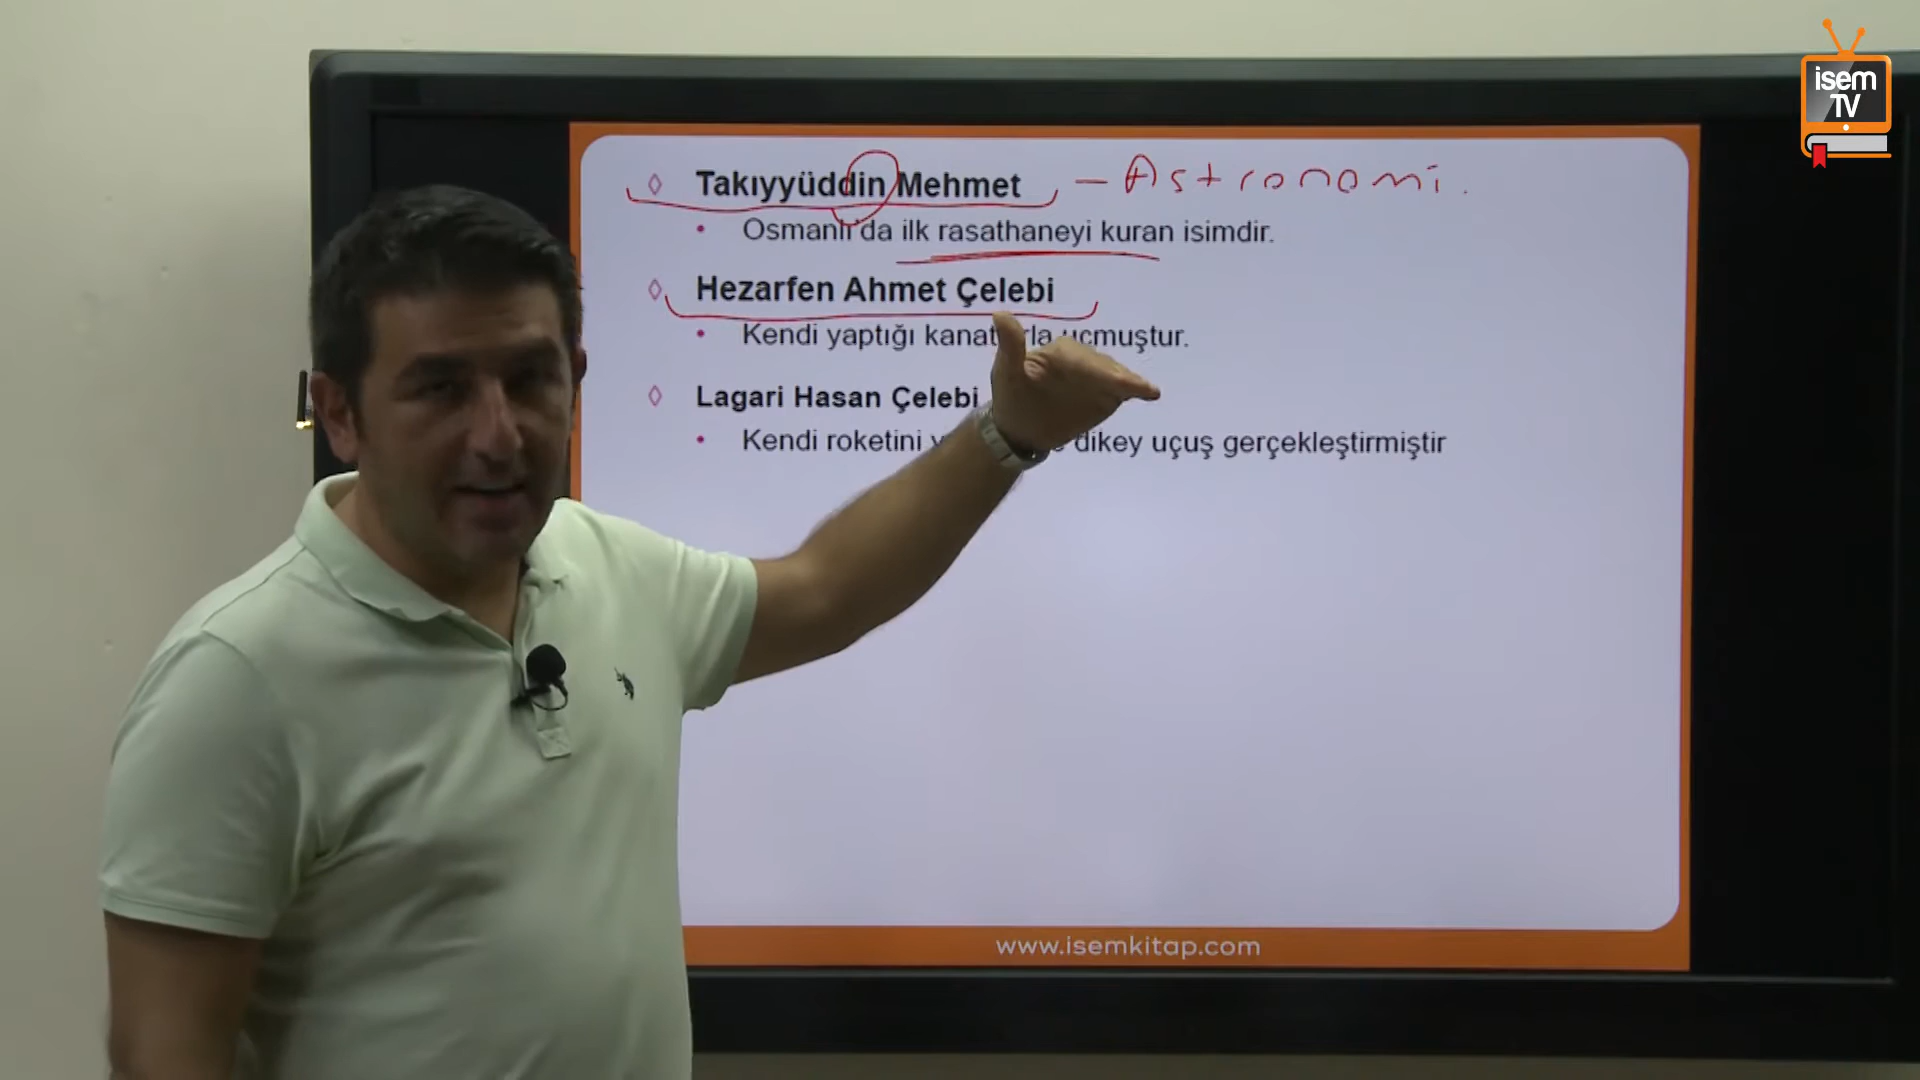 isem
TV
Takıyyüddin Mehmet - Astronomi.
Osmanlı'da ilk rasathaneyi kuran isimdir.
Hezarfen Ahmet Çelebi
Kendi yaptığı uçmuştur.
Lagari Hasan Çelebi
Kendi roketini dikey uçuş gerçekleştirmiştir
www.isemkitap.com